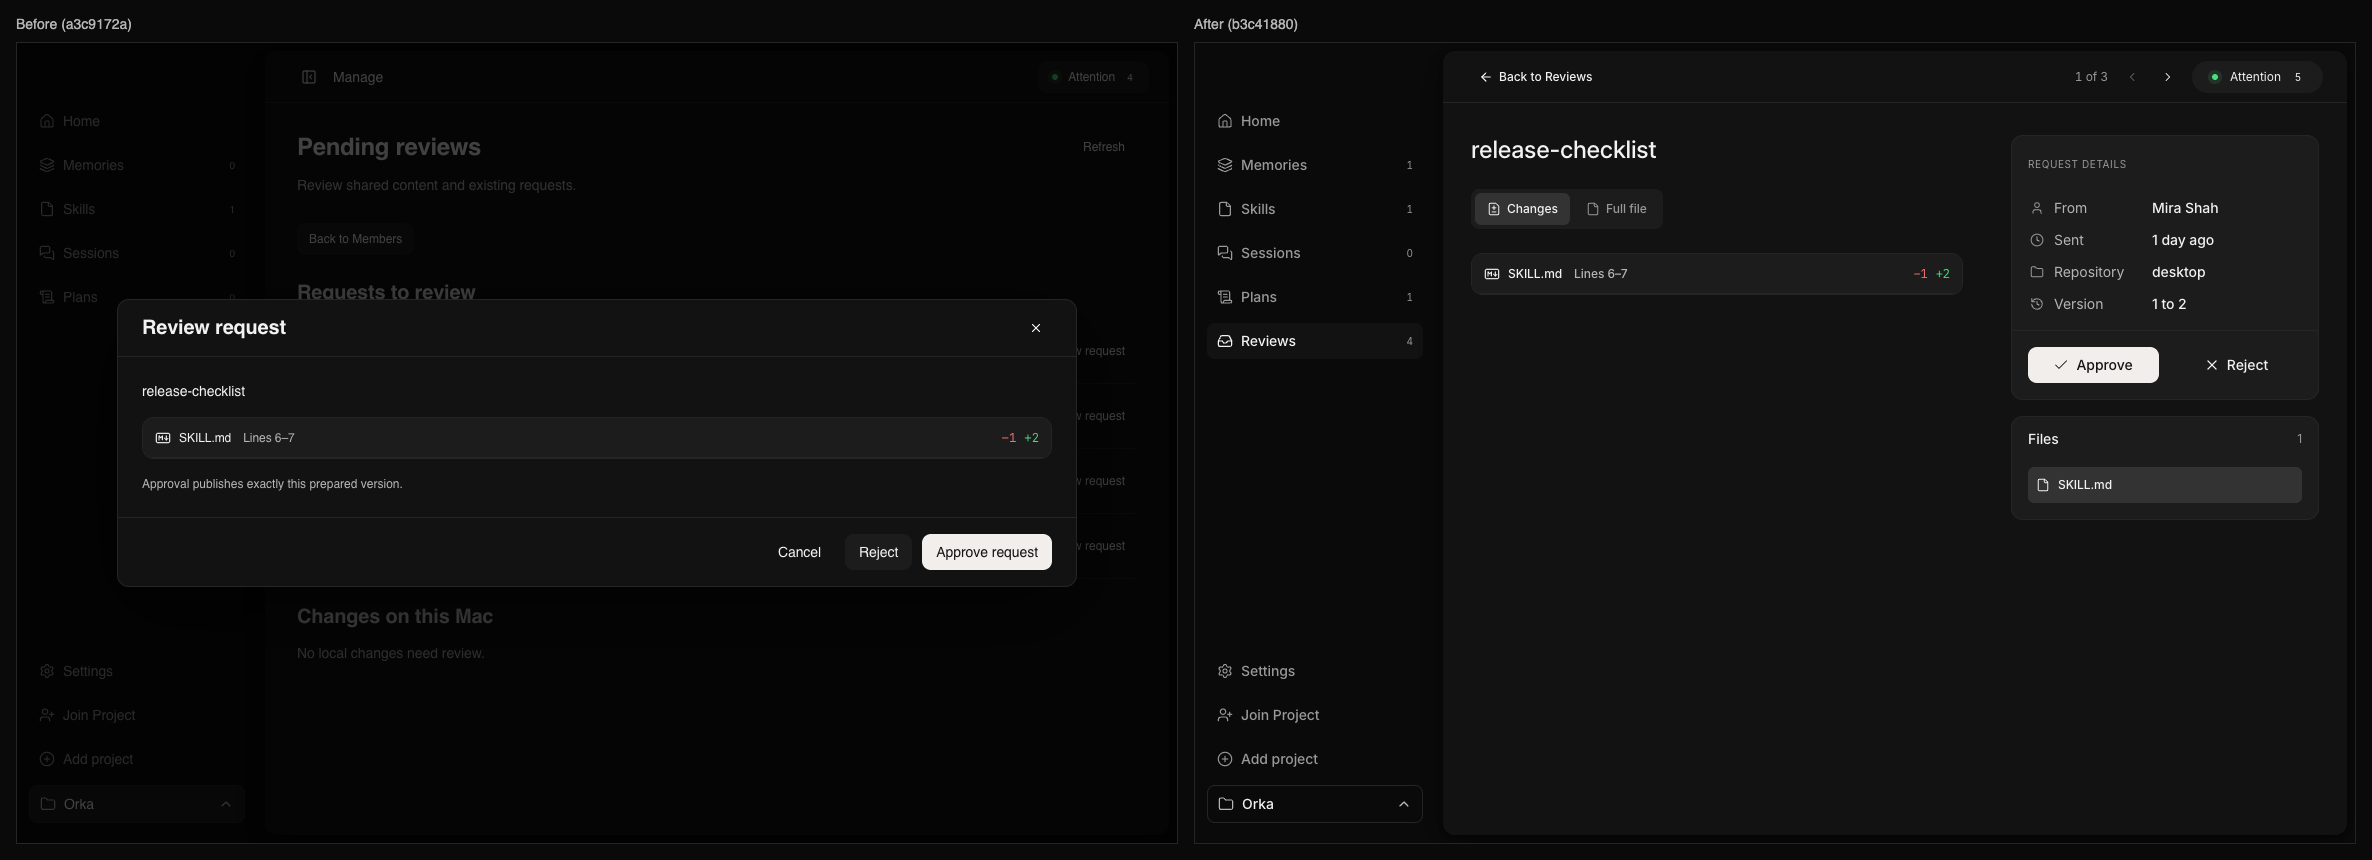 Before (a3c9172a)
Manage
Attention 4
Home
Memories 0
Skills 1
Sessions 0
Plans 0
Pending reviews
Refresh
Review shared content and existing requests.
Back to Members
Requests to review
Review request
w request
release-checklist
w request
SKILL.md Lines 6–7 −1 +2
Approval publishes exactly this prepared version.
w request
Cancel Reject Approve request
w request
Changes on this Mac
No local changes need review.
Settings
Join Project
Add project
Orka
After (b3c41880)
Back to Reviews
1 of 3
Attention 5
Home
Memories 1
Skills 1
Sessions 0
Plans 1
Reviews 4
release-checklist
Changes Full file
SKILL.md Lines 6–7 −1 +2
REQUEST DETAILS
From Mira Shah
Sent 1 day ago
Repository desktop
Version 1 to 2
Approve Reject
Files 1
SKILL.md
Settings
Join Project
Add project
Orka